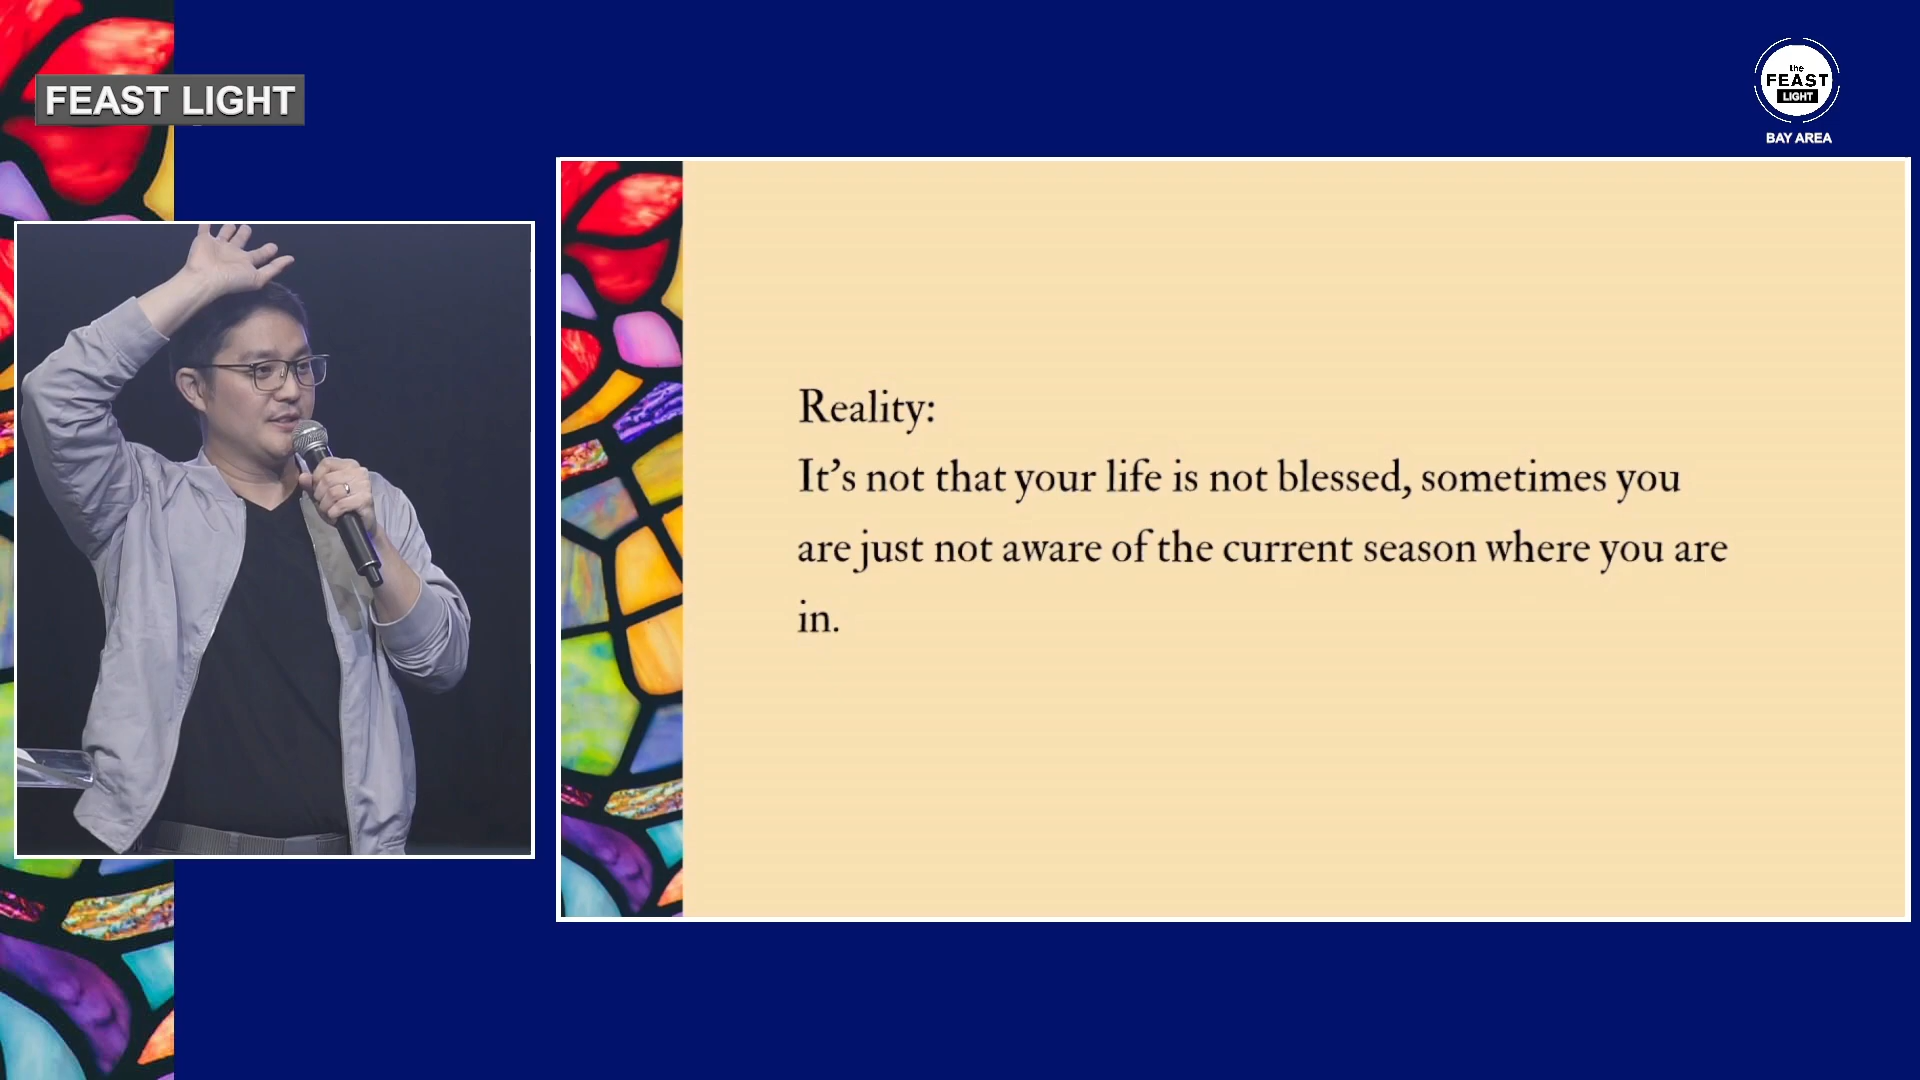 FEAST LIGHT
the
FEAST
LIGHT
BAY AREA
Reality:
It’s not that your life is not blessed, sometimes you
are just not aware of the current season where you are
in.